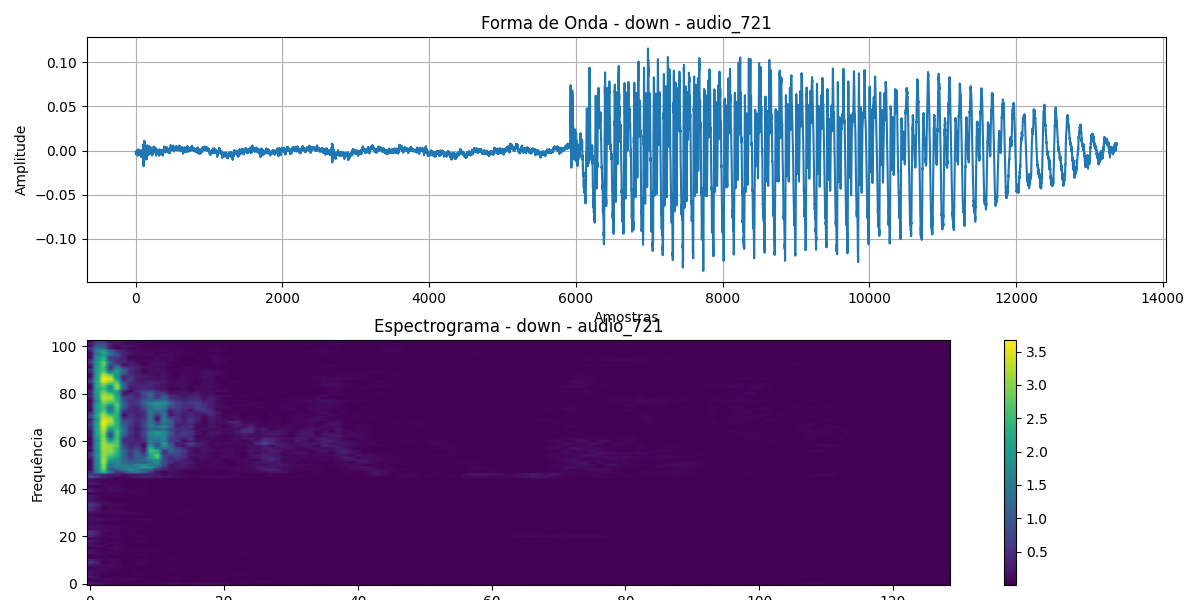 Forma de Onda - down - audio_721
Amplitude
0.10
0.05
0.00
−0.05
−0.10
0 2000 4000 6000 8000 10000 12000 14000
Amostras
Espectrograma - down - audio_721
Frequência
100
80
60
40
20
0
0 20 40 60 80 100 120
3.5
3.0
2.5
2.0
1.5
1.0
0.5